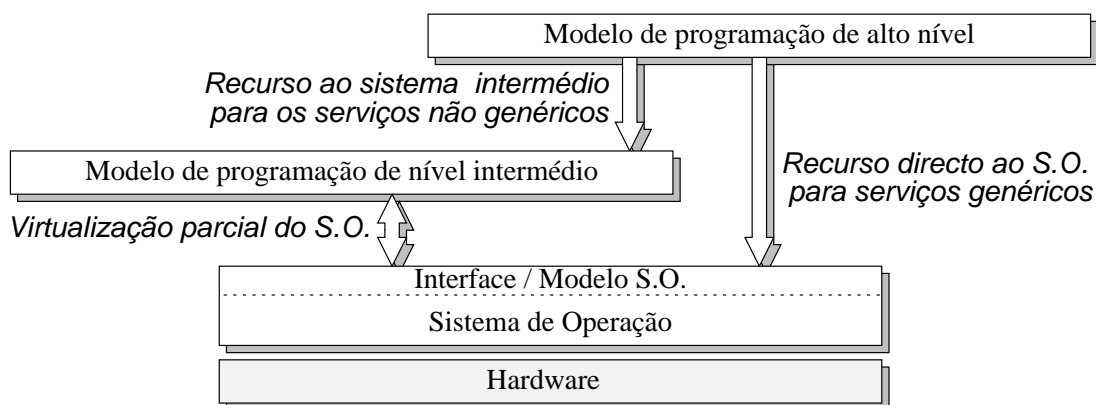 Modelo de programação de alto nível
Recurso ao sistema intermédio
para os serviços não genéricos
Modelo de programação de nível intermédio
Recurso directo ao S.O.
para serviços genéricos
Virtualização parcial do S.O.
Interface / Modelo S.O.
Sistema de Operação
Hardware